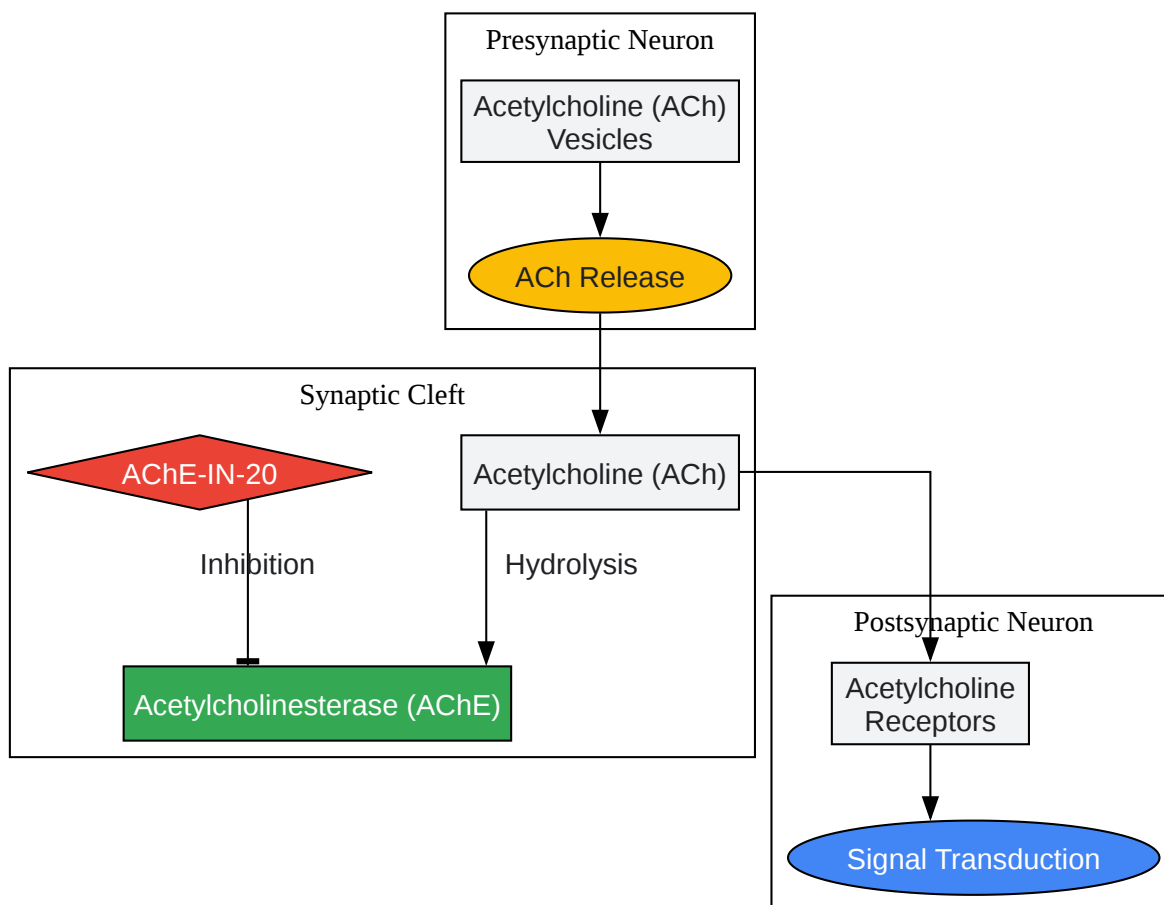 Presynaptic Neuron
Acetylcholine (ACh)
Vesicles
ACh Release
Synaptic Cleft
AChE-IN-20
Acetylcholine (ACh)
Inhibition
Hydrolysis
Acetylcholinesterase (AChE)
Postsynaptic Neuron
Acetylcholine
Receptors
Signal Transduction